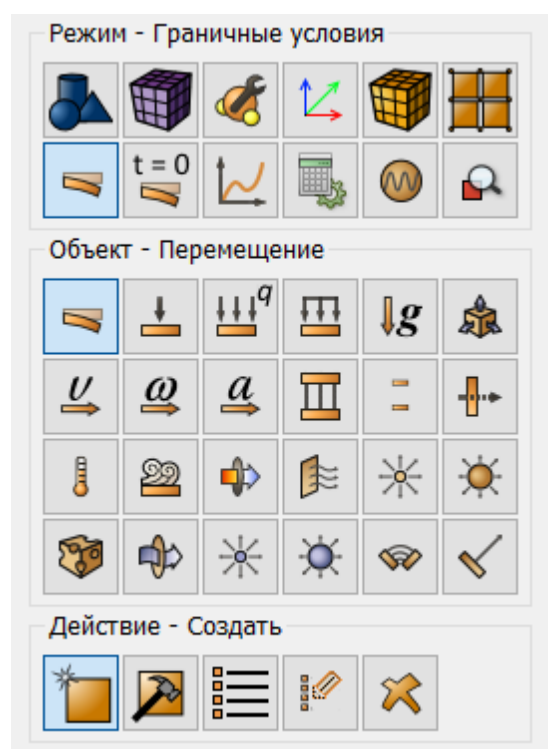 Режим - Граничные условия
t = 0
Объект - Перемещение
q
g
υ ω a
Действие - Создать